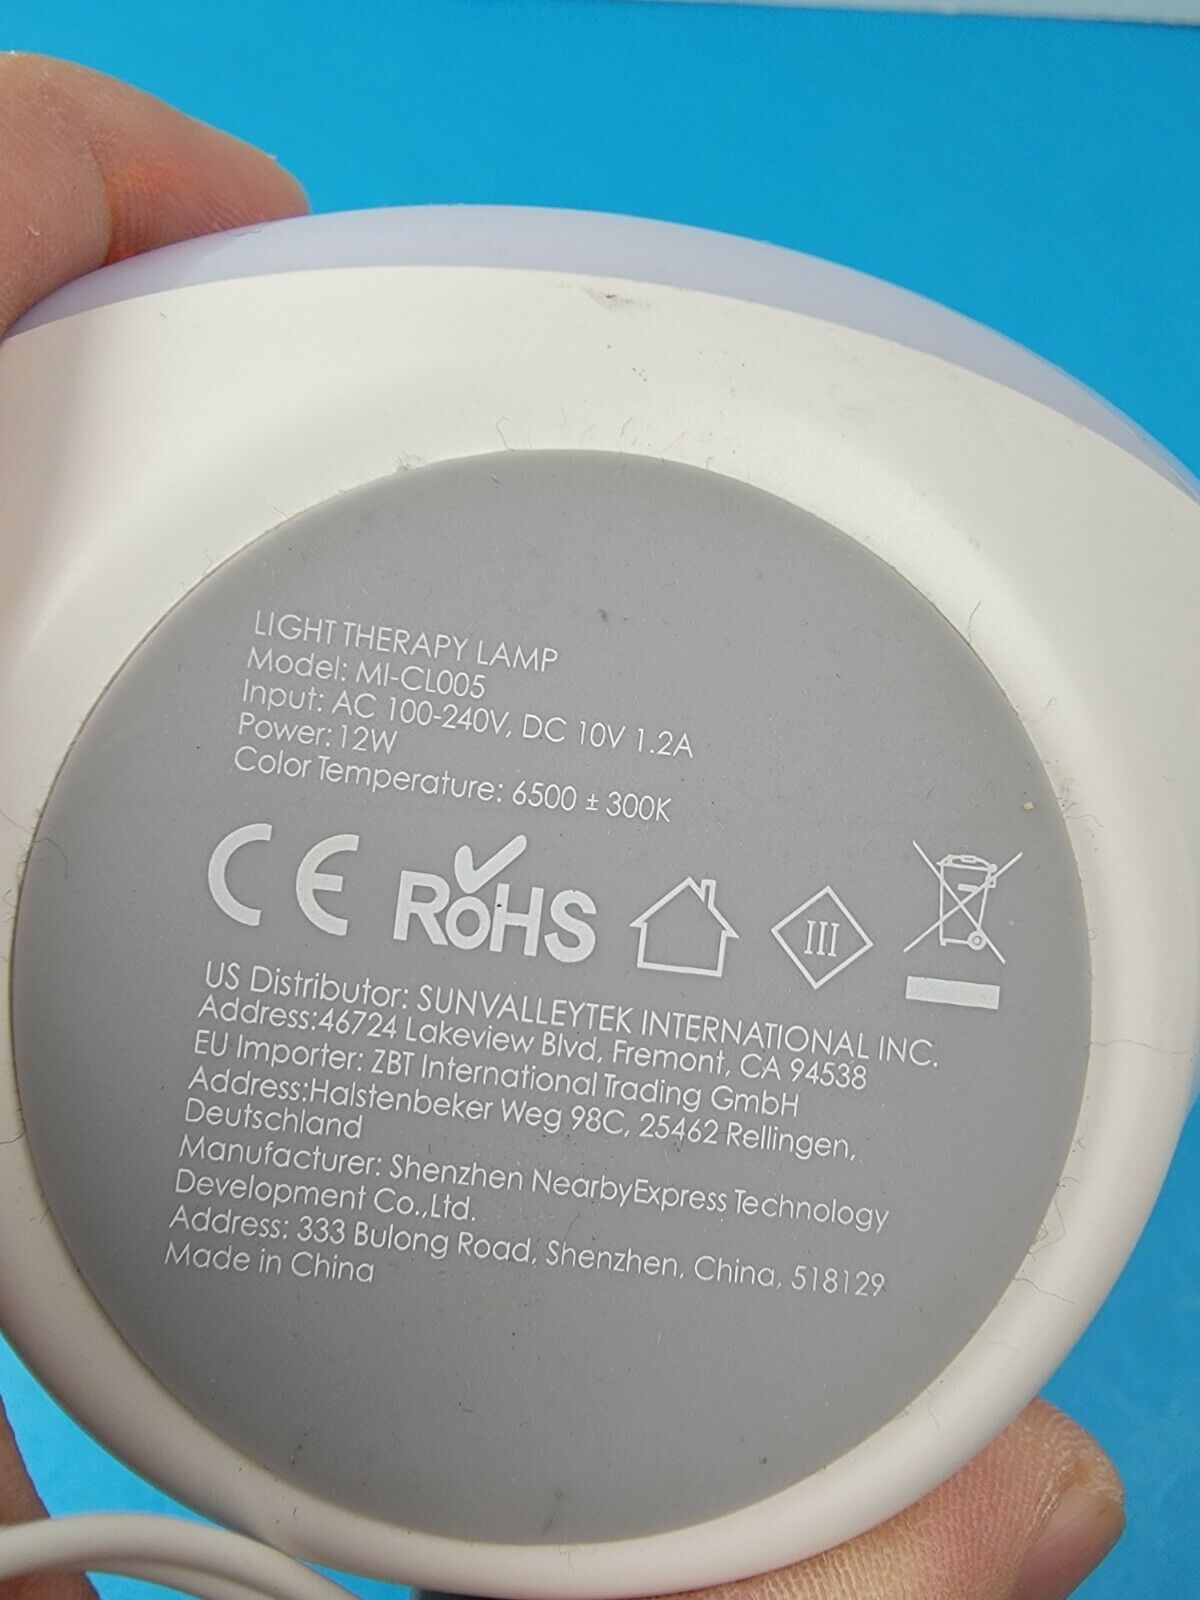 LIGHT THERAPY LAMP
Model: MI-CL005
Input: AC 100-240V, DC 10V 1.2A
Power: 12W
Color Temperature: 6500 ± 300K
CE RoHS III
US Distributor: SUNVALLEYTEK INTERNATIONAL INC.
Address:46724 Lakeview Blvd, Fremont, CA 94538
EU Importer: ZBT International Trading GmbH
Address:Halstenbeker Weg 98C, 25462 Rellingen,
Deutschland
Manufacturer: Shenzhen NearbyExpress Technology
Development Co.,Ltd.
Address: 333 Bulong Road, Shenzhen, China, 518129
Made in China